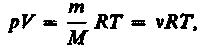 pV = m/M RT = νRT,